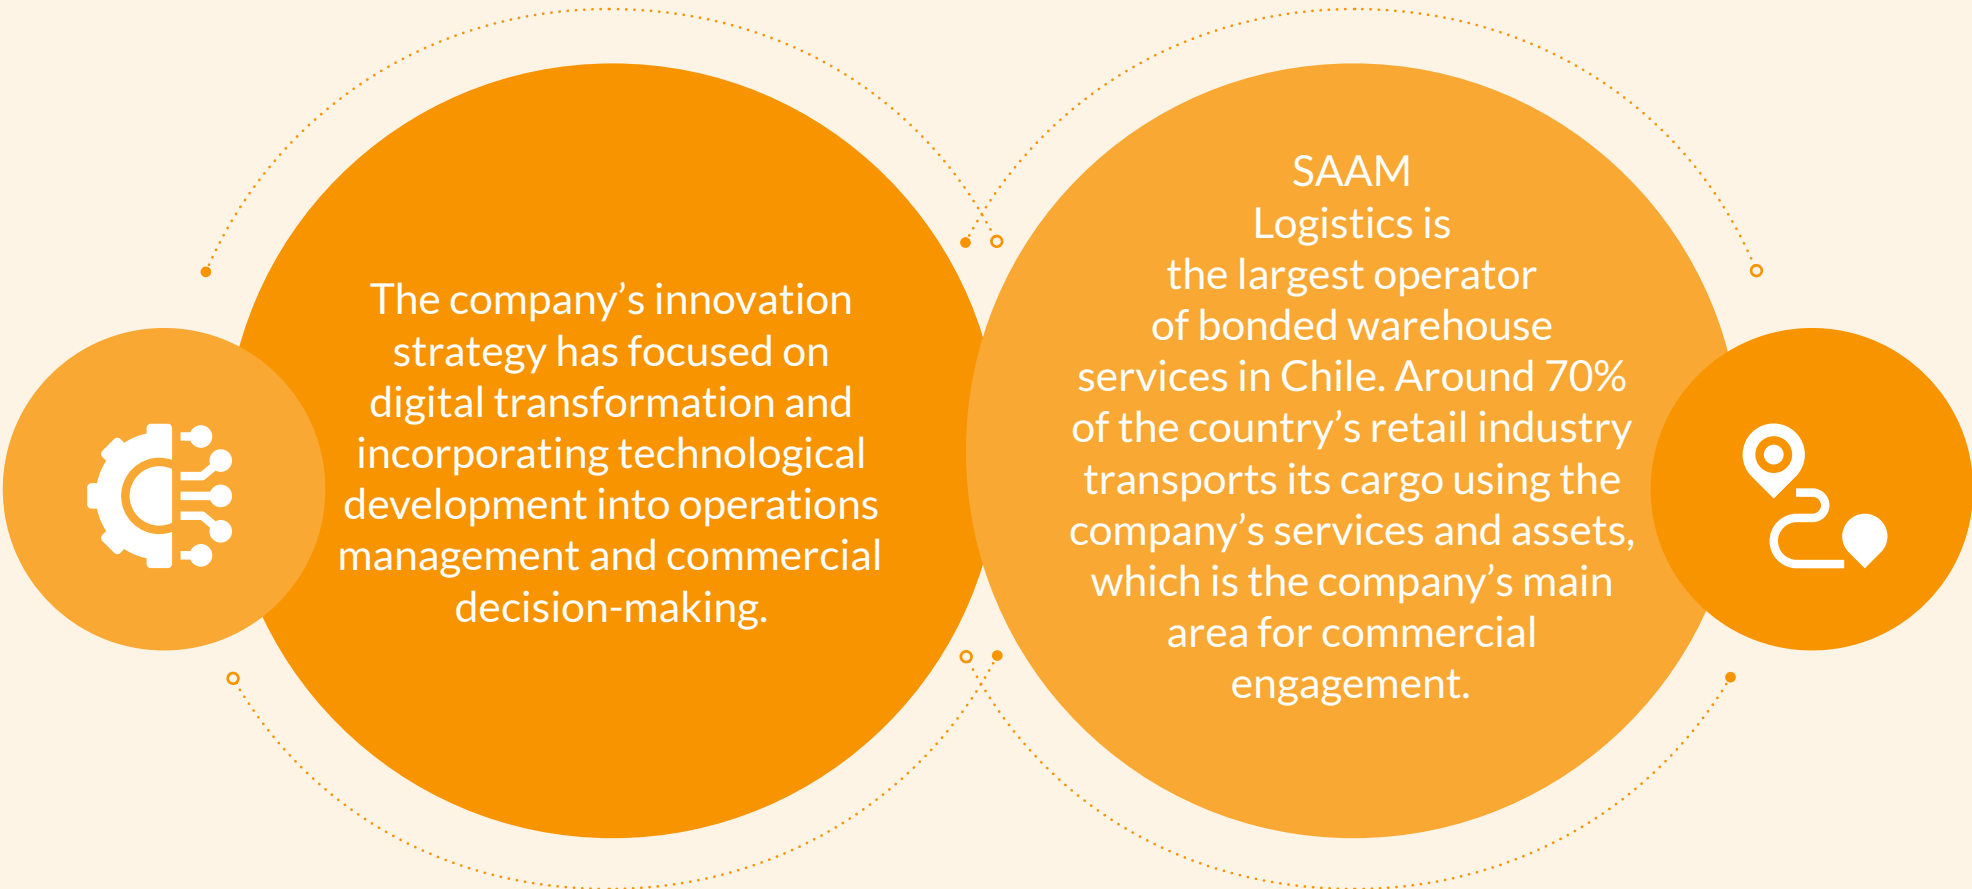 The company’s innovation
strategy has focused on
digital transformation and
incorporating technological
development into operations
management and commercial
decision-making.
SAAM
Logistics is
the largest operator
of bonded warehouse
services in Chile. Around 70%
of the country’s retail industry
transports its cargo using the
company’s services and assets,
which is the company’s main
area for commercial
engagement.